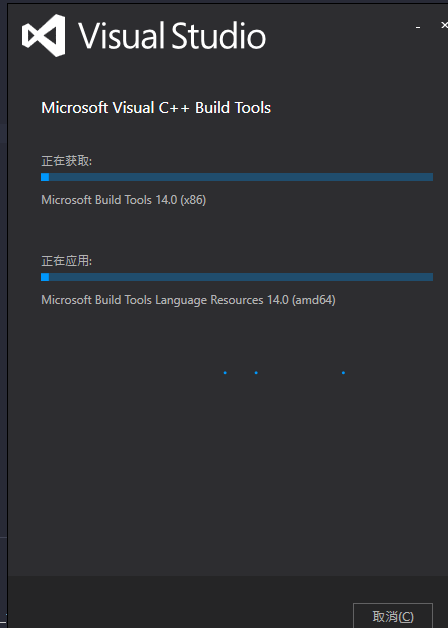 Visual Studio
Microsoft Visual C++ Build Tools
正在获取:
Microsoft Build Tools 14.0 (x86)
正在应用:
Microsoft Build Tools Language Resources 14.0 (amd64)
取消(C)